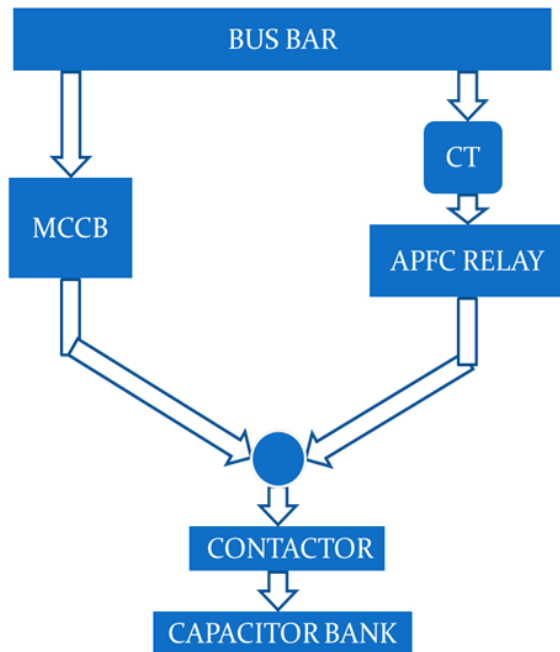 BUS BAR
CT
MCCB
APFC RELAY
CONTACTOR
CAPACITOR BANK